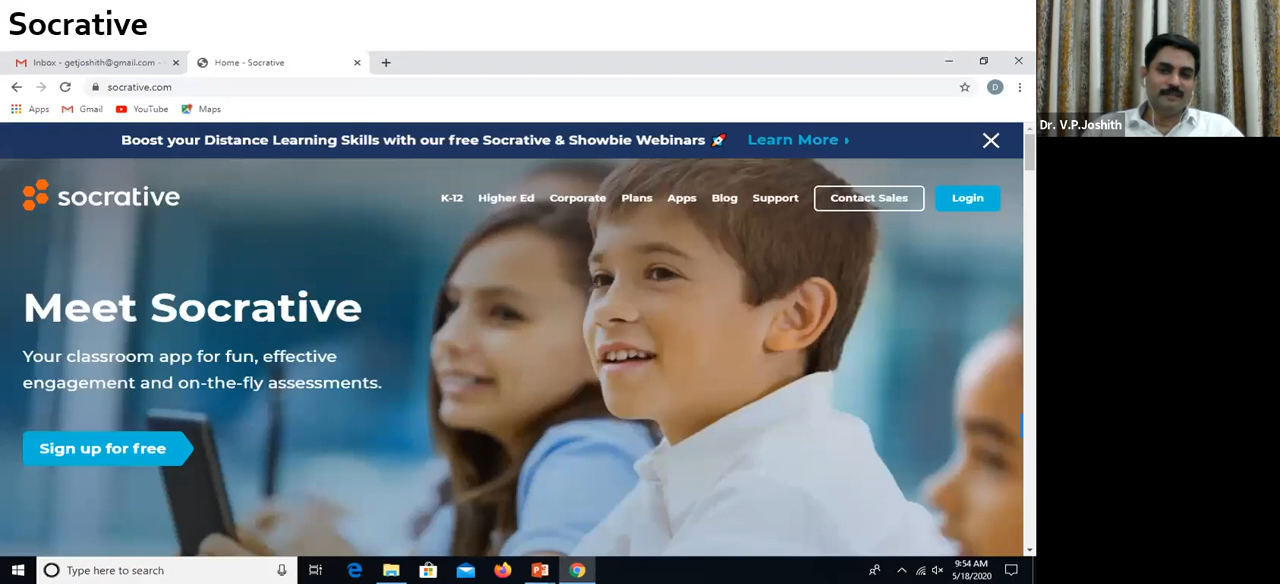 Socrative
Inbox - getjoshith@gmail.com -
Home - Socrative
socrative.com
D
Apps Gmail YouTube Maps
Boost your Distance Learning Skills with our free Socrative & Showbie Webinars Learn More
socrative
K-12 Higher Ed Corporate Plans Apps Blog Support Contact Sales Login
Meet Socrative
Your classroom app for fun, effective
engagement and on-the-fly assessments.
Sign up for free
Type here to search
9:54 AM
5/18/2020
Dr. V.P.Joshith